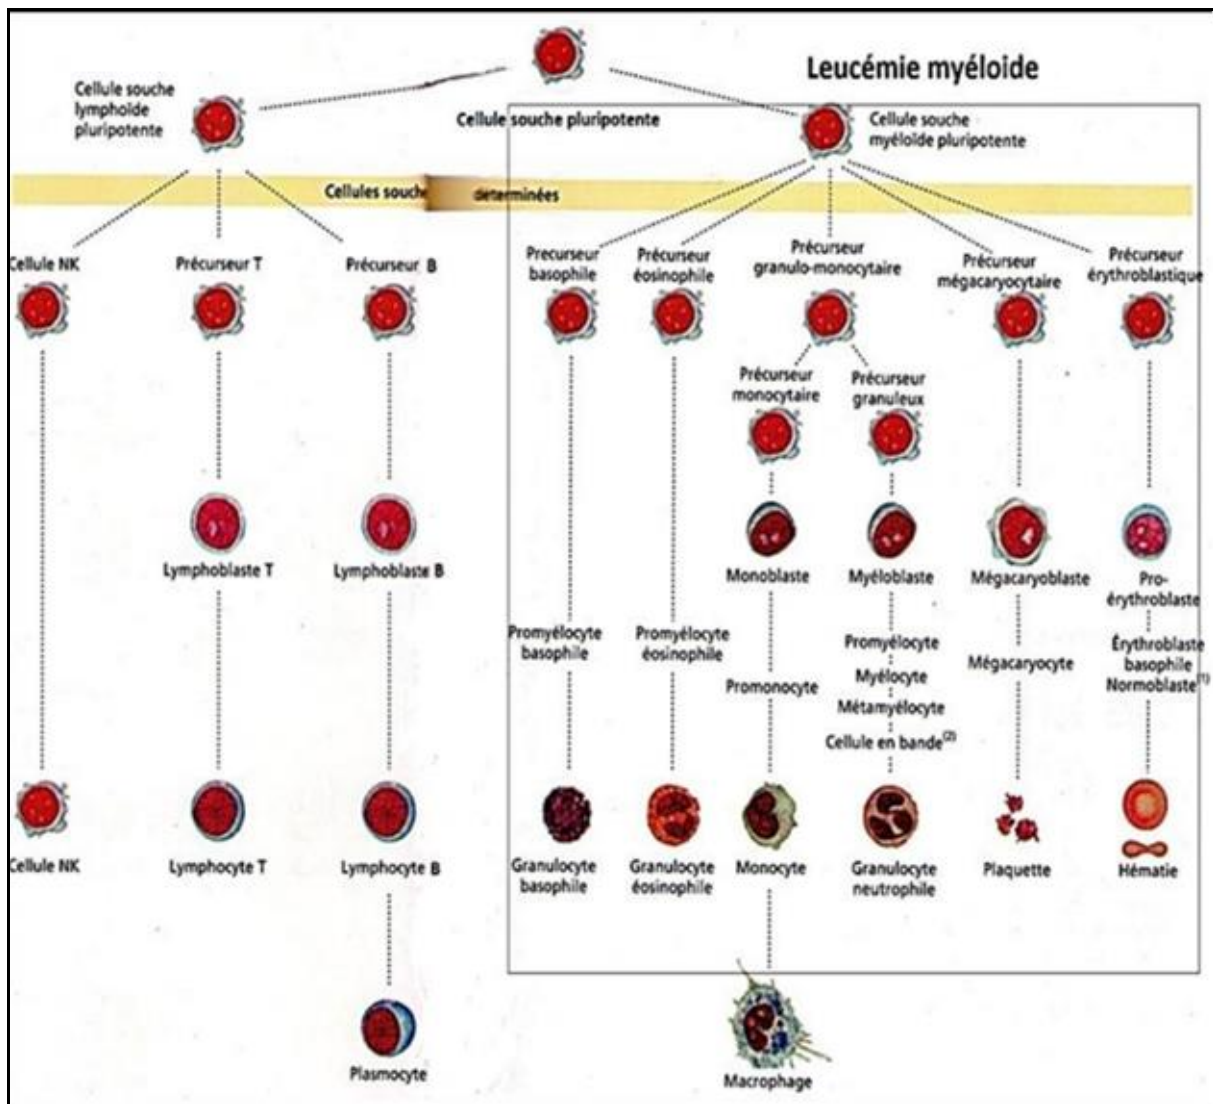 Leucémie myéloide
Cellule souche
lymphoïde
pluripotente
Cellule souche pluripotente
Cellule souche
myéloïde pluripotente
Cellules souche déterminées
Cellule NK
Précurseur T
Précurseur B
Precurseur
basophile
Précurseur
éosinophile
Précurseur
granulo-monocytaire
Précurseur
mégacaryocytaire
Précurseur
érythroblastique
Précurseur
monocytaire
Précurseur
granuleux
Lymphoblaste T
Lymphoblaste B
Monoblaste
Myéloblaste
Mégacaryoblaste
Pro-
érythroblaste
Promyélocyte
basophile
Promyélocyte
éosinophile
Promonocyte
Promyélocyte
Myélocyte
Métamyélocyte
Cellule en bande(2)
Mégacaryocyte
Érythroblaste
basophile
Normoblaste(1)
Cellule NK
Lymphocyte T
Lymphocyte B
Granulocyte
basophile
Granulocyte
éosinophile
Monocyte
Granulocyte
neutrophile
Plaquette
Hématie
Plasmocyte
Macrophage